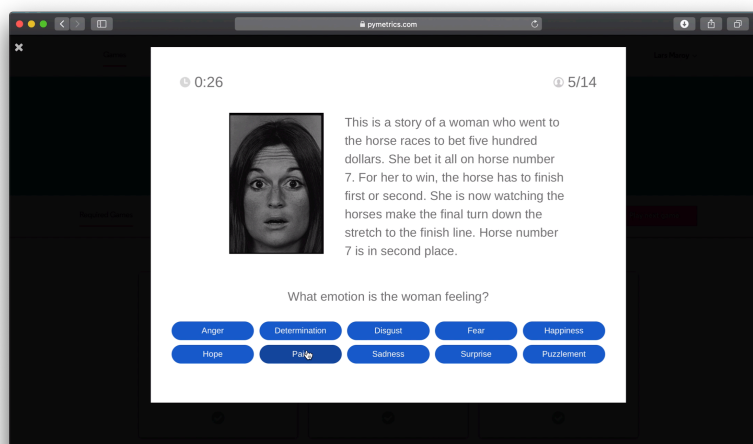 pymetrics.com
0:26
5/14
This is a story of a woman who went to
the horse races to bet five hundred
dollars. She bet it all on horse number
7. For her to win, the horse has to finish
first or second. She is now watching the
horses make the final turn down the
stretch to the finish line. Horse number
7 is in second place.
What emotion is the woman feeling?
Anger Determination Disgust Fear Happiness
Hope Pain Sadness Surprise Puzzlement